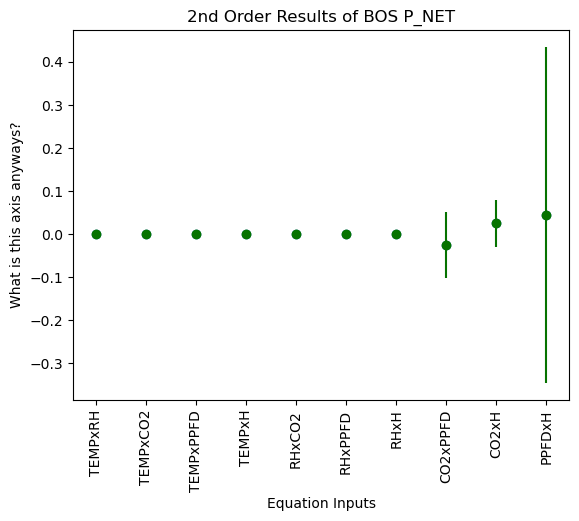 2nd Order Results of BOS P_NET
What is this axis anyways?
0.4
0.3
0.2
0.1
0.0
−0.1
−0.2
−0.3
TEMPxRH
TEMPxCO2
TEMPxPPFD
TEMPxH
RHxCO2
RHxPPFD
RHxH
CO2xPPFD
CO2xH
PPFDxH
Equation Inputs